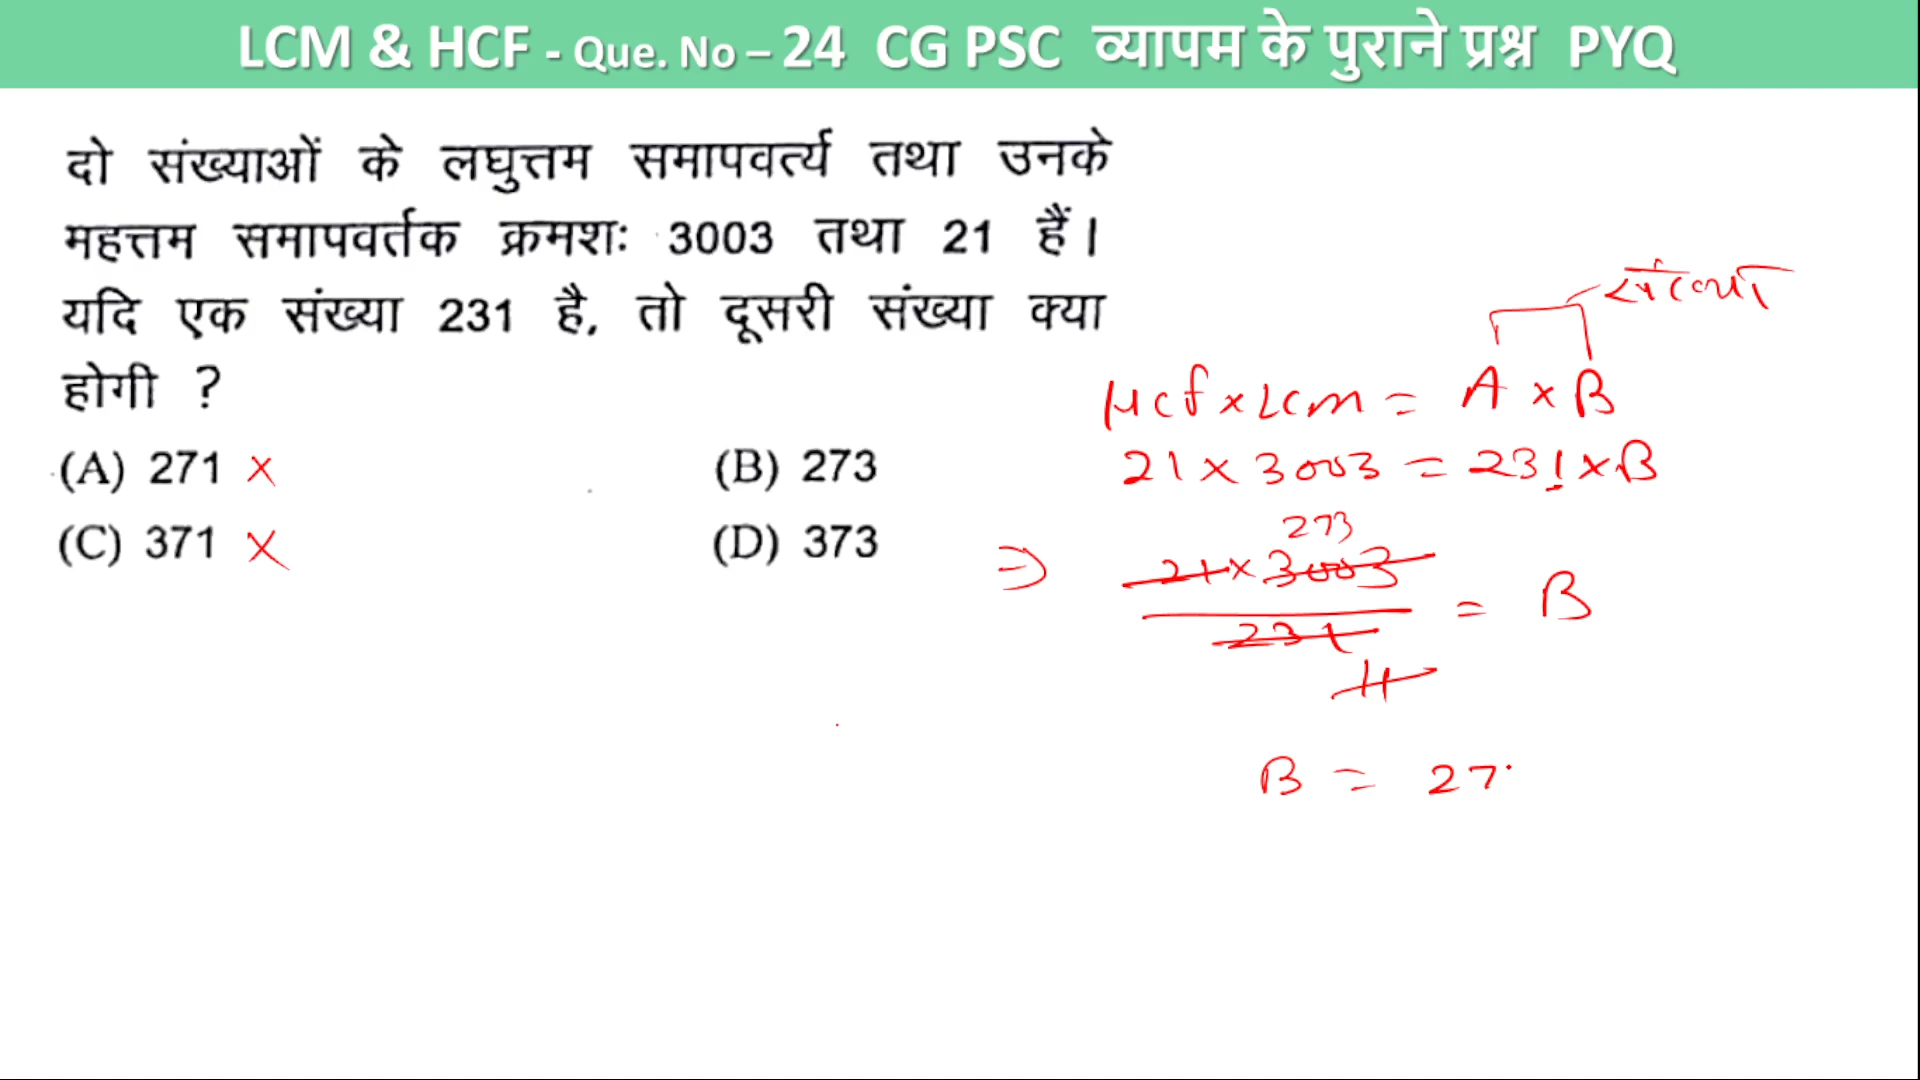 LCM & HCF - Que. No – 24 CG PSC व्यापम के पुराने प्रश्न PYQ
दो संख्याओं के लघुत्तम समापवर्त्य तथा उनके
महत्तम समापवर्तक क्रमशः 3003 तथा 21 हैं।
यदि एक संख्या 231 है, तो दूसरी संख्या क्या
होगी ?
(A) 271 × (B) 273
(C) 371 × (D) 373
संख्या
HCF × LCM = A × B
21 × 3003 = 231 × B
273
⇒ 21 × 3003 = B
231
11
B = 27